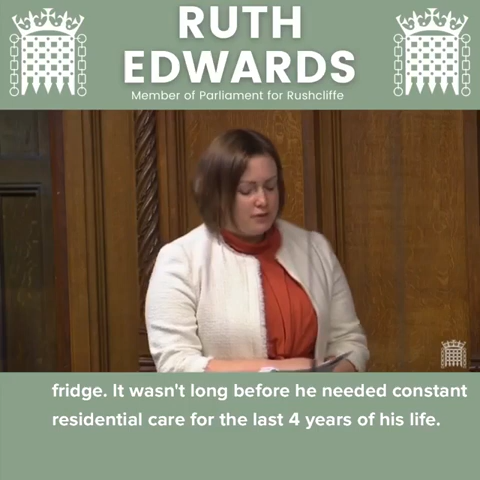 RUTH
EDWARDS
Member of Parliament for Rushcliffe
fridge. It wasn't long before he needed constant
residential care for the last 4 years of his life.